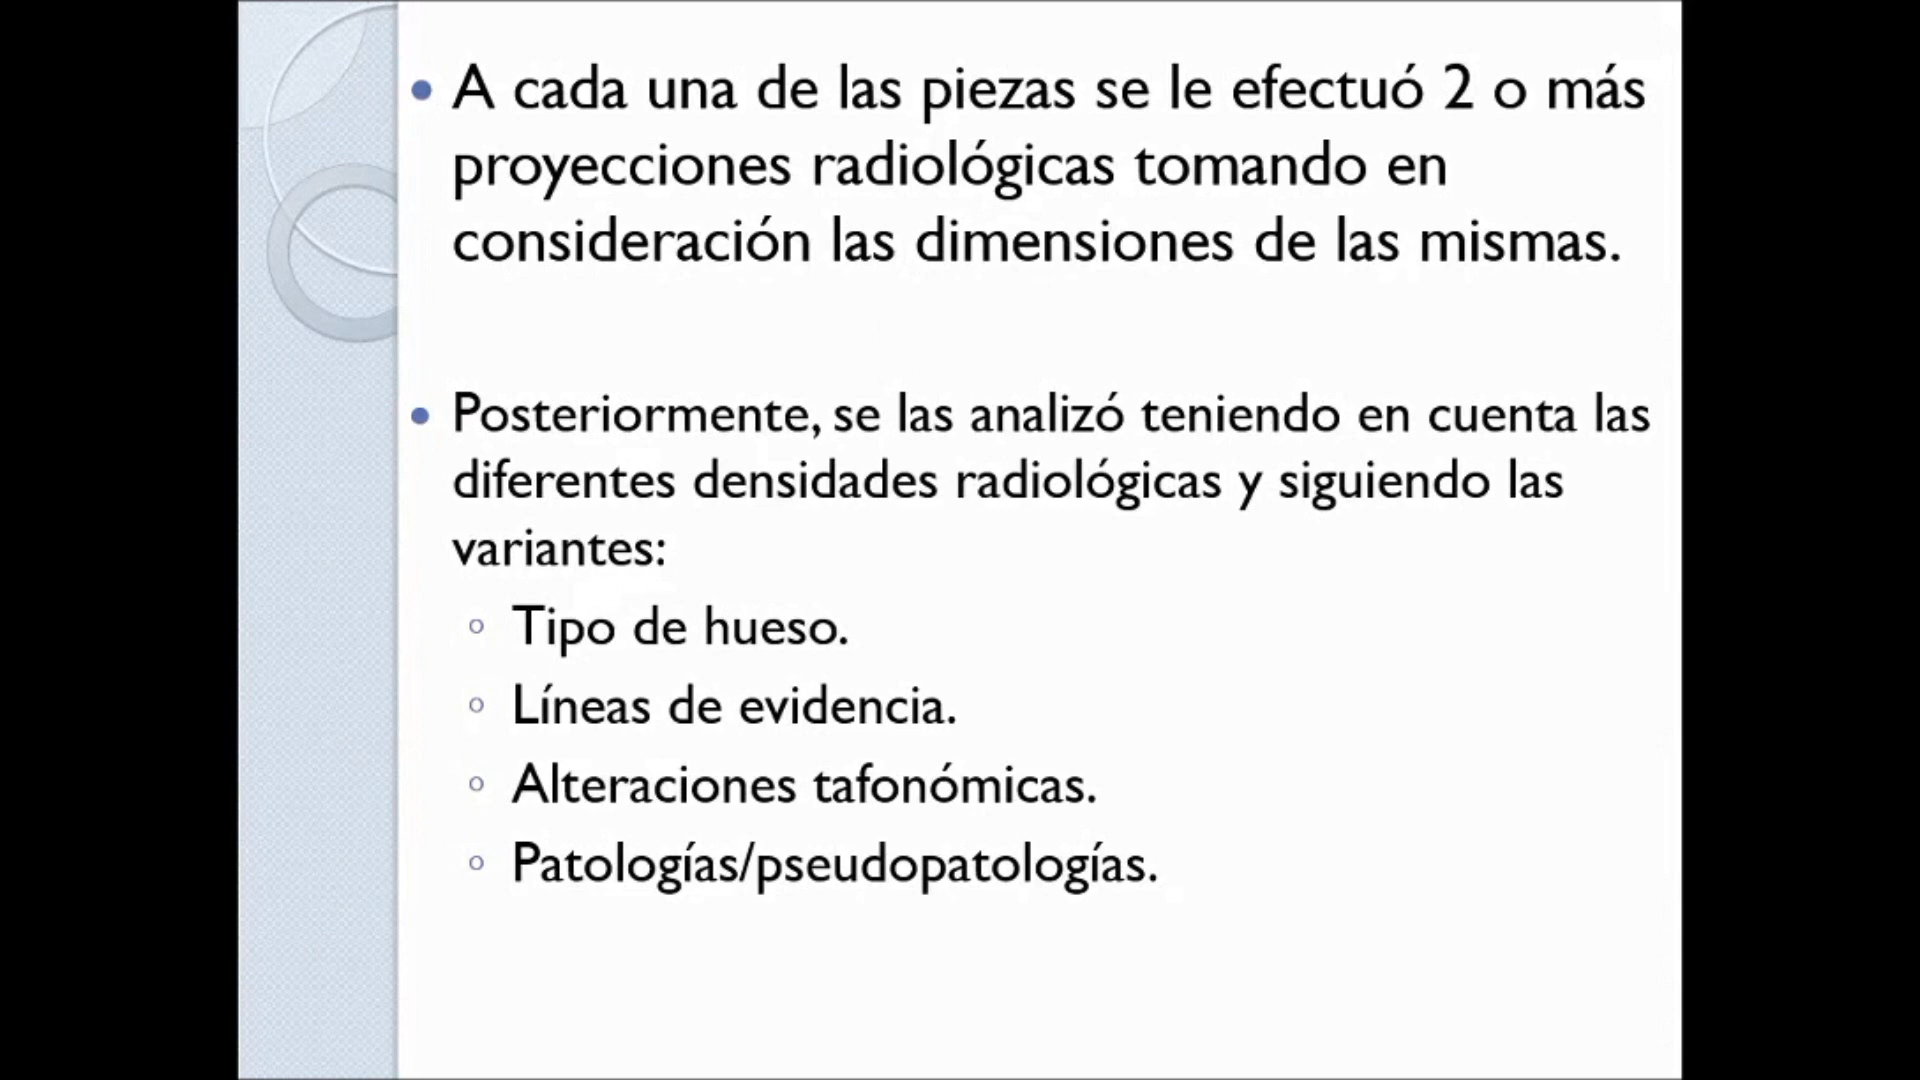 • A cada una de las piezas se le efectuó 2 o más
proyecciones radiológicas tomando en
consideración las dimensiones de las mismas.
• Posteriormente, se las analizó teniendo en cuenta las
diferentes densidades radiológicas y siguiendo las
variantes:
◦ Tipo de hueso.
◦ Líneas de evidencia.
◦ Alteraciones tafonómicas.
◦ Patologías/pseudopatologías.